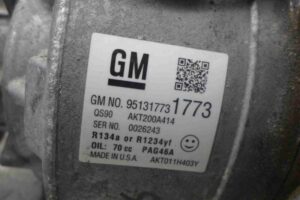 GM
GM NO. 95131773 1773
QS90 AKT200A414
SER NO. 0026243
R134a or R1234yf
OIL: 70 cc PAG46A
MADE IN U.S.A. AKT011H403Y